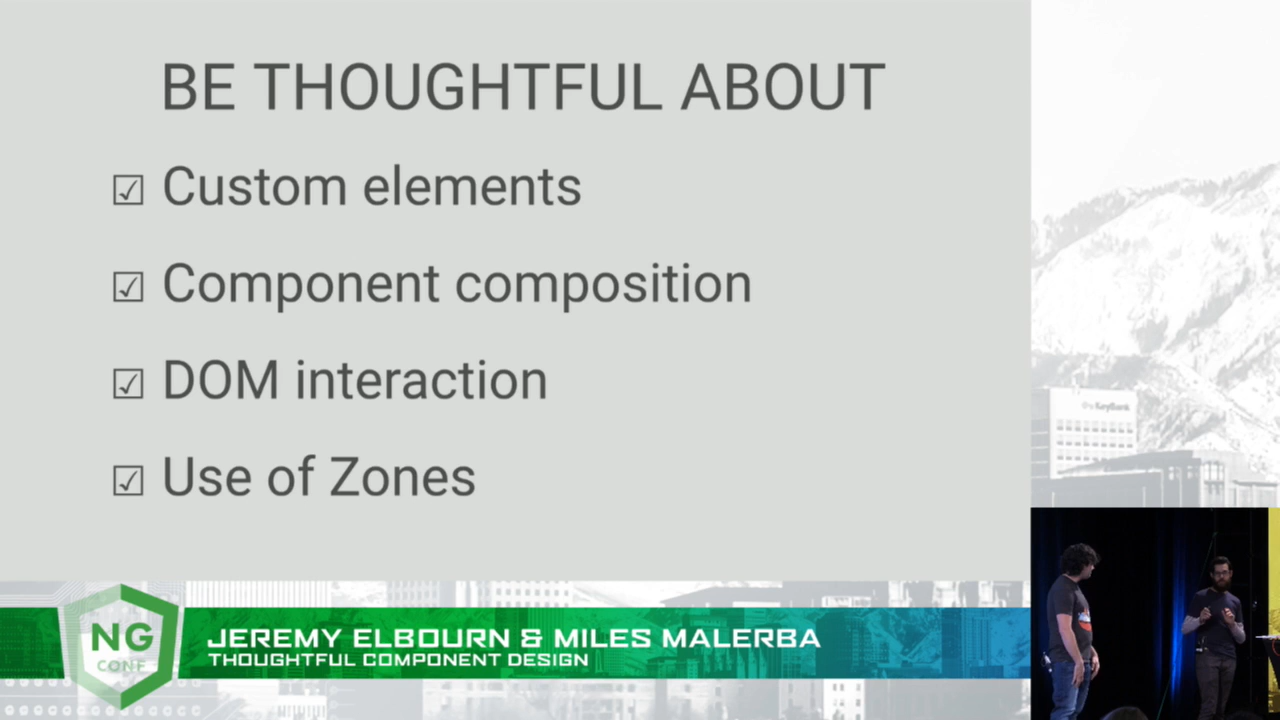 BE THOUGHTFUL ABOUT
☑ Custom elements
☑ Component composition
☑ DOM interaction
☑ Use of Zones
KeyBank
NG
CONF
JEREMY ELBOURN & MILES MALERBA
THOUGHTFUL COMPONENT DESIGN